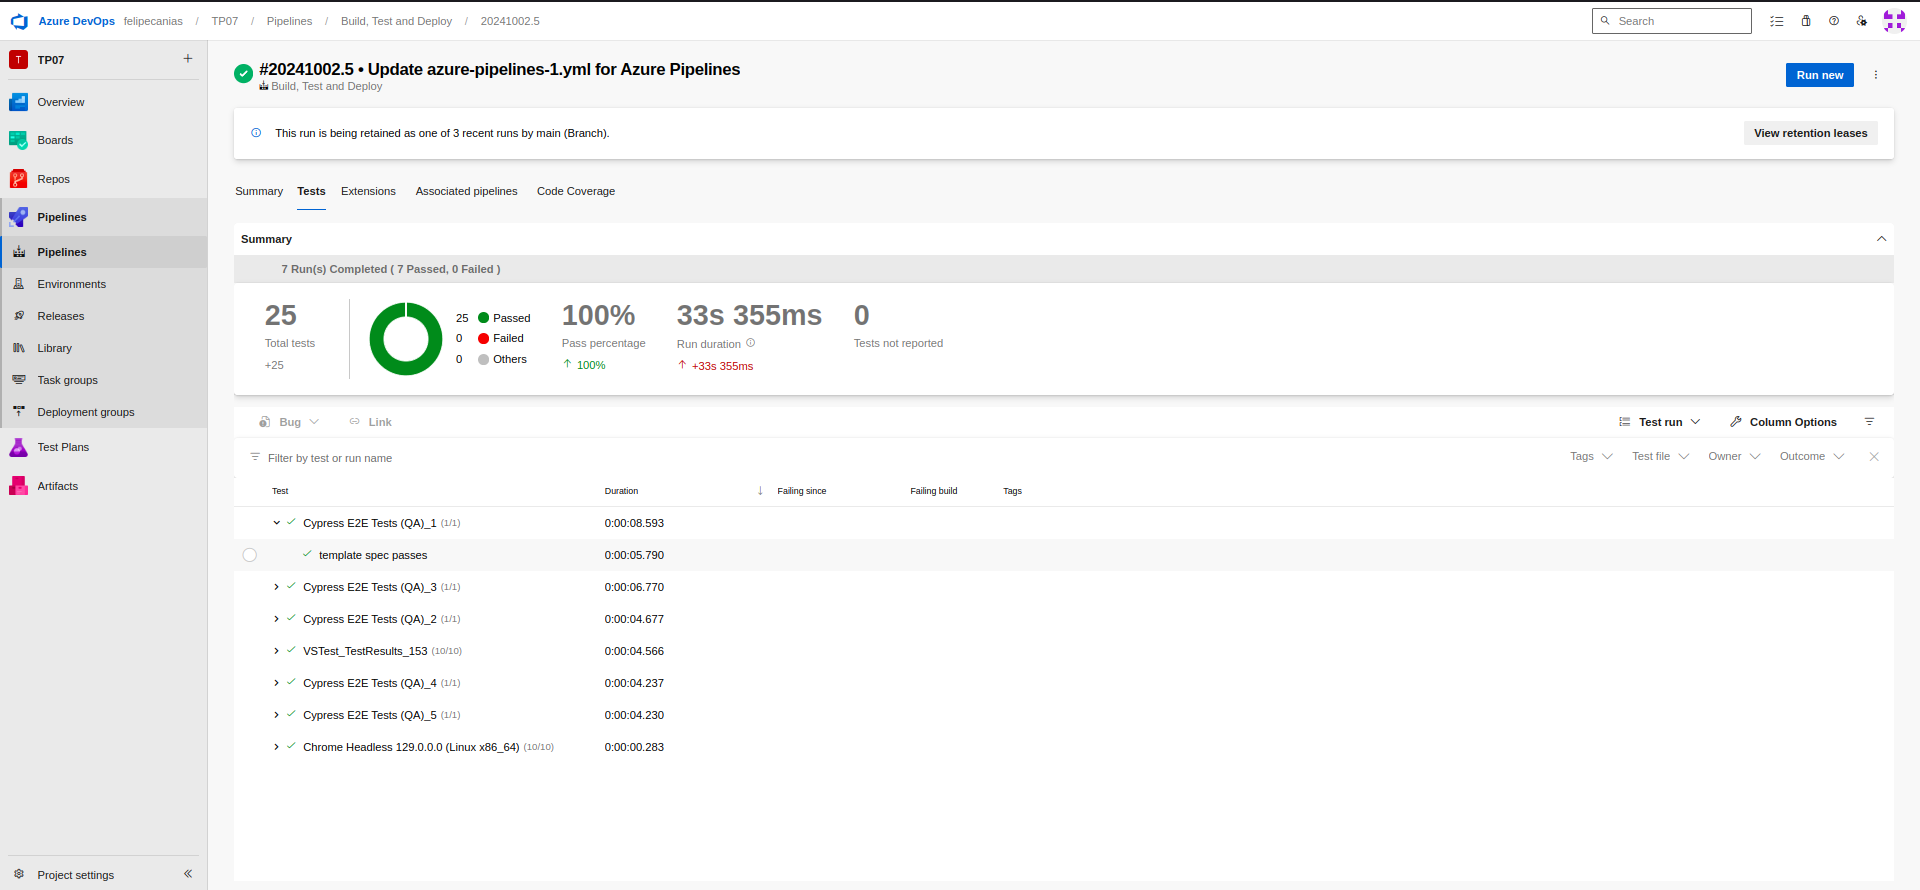 Azure DevOps felipecanias / TP07 / Pipelines / Build, Test and Deploy / 20241002.5
Search
T TP07
Overview
Boards
Repos
Pipelines
Pipelines
Environments
Releases
Library
Task groups
Deployment groups
Test Plans
Artifacts
Project settings
#20241002.5 • Update azure-pipelines-1.yml for Azure Pipelines
Build, Test and Deploy
Run new
This run is being retained as one of 3 recent runs by main (Branch).
View retention leases
Summary Tests Extensions Associated pipelines Code Coverage
Summary
7 Run(s) Completed ( 7 Passed, 0 Failed )
25
Total tests
+25
25 Passed
0 Failed
0 Others
100%
Pass percentage
100%
33s 355ms
Run duration
+33s 355ms
0
Tests not reported
Bug Link Test run Column Options
Filter by test or run name Tags Test file Owner Outcome
Test Duration Failing since Failing build Tags
Cypress E2E Tests (QA)_1 (1/1) 0:00:08.593
template spec passes 0:00:05.790
Cypress E2E Tests (QA)_3 (1/1) 0:00:06.770
Cypress E2E Tests (QA)_2 (1/1) 0:00:04.677
VSTest_TestResults_153 (10/10) 0:00:04.566
Cypress E2E Tests (QA)_4 (1/1) 0:00:04.237
Cypress E2E Tests (QA)_5 (1/1) 0:00:04.230
Chrome Headless 129.0.0.0 (Linux x86_64) (10/10) 0:00:00.283